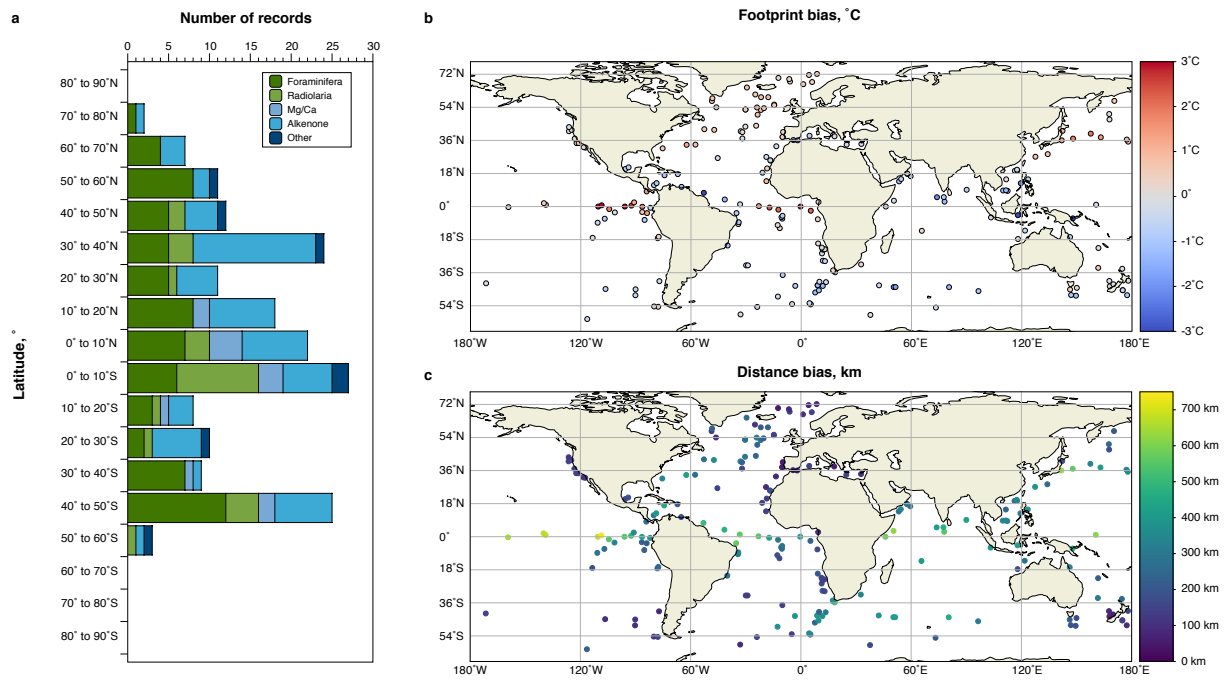 a
Number of records
0 5 10 15 20 25 30
Foraminifera
Radiolaria
Mg/Ca
Alkenone
Other
Latitude,˚
80˚ to 90˚N
70˚ to 80˚N
60˚ to 70˚N
50˚ to 60˚N
40˚ to 50˚N
30˚ to 40˚N
20˚ to 30˚N
10˚ to 20˚N
0˚ to 10˚N
0˚ to 10˚S
10˚ to 20˚S
20˚ to 30˚S
30˚ to 40˚S
40˚ to 50˚S
50˚ to 60˚S
60˚ to 70˚S
70˚ to 80˚S
80˚ to 90˚S
b
Footprint bias, ˚C
72˚N
54˚N
36˚N
18˚N
0˚
18˚S
36˚S
54˚S
180˚W 120˚W 60˚W 0˚ 60˚E 120˚E 180˚E
3˚C
2˚C
1˚C
0˚C
-1˚C
-2˚C
-3˚C
c
Distance bias, km
72˚N
54˚N
36˚N
18˚N
0˚
18˚S
36˚S
54˚S
180˚W 120˚W 60˚W 0˚ 60˚E 120˚E 180˚E
700 km
600 km
500 km
400 km
300 km
200 km
100 km
0 km